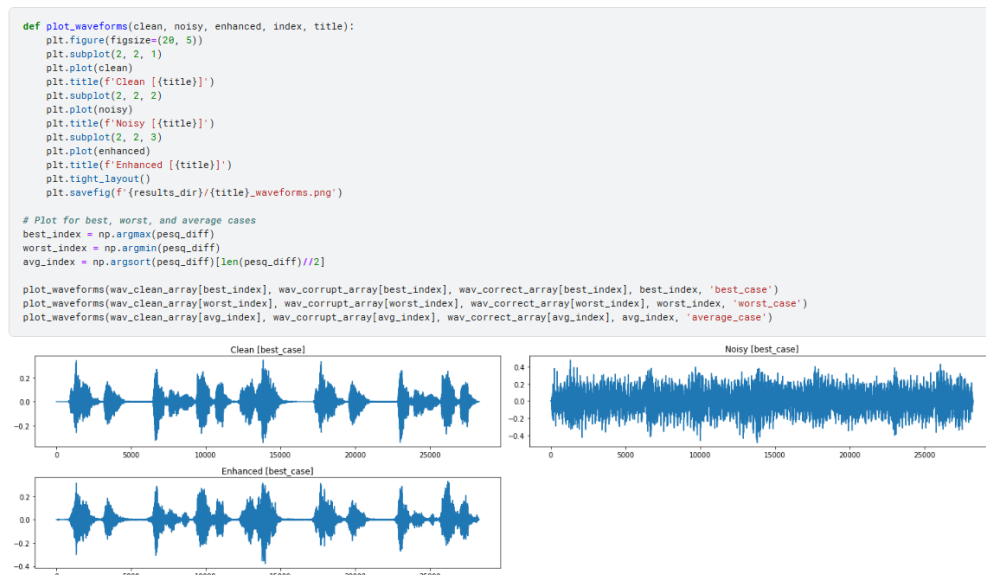 def plot_waveforms(clean, noisy, enhanced, index, title):
    plt.figure(figsize=(20, 5))
    plt.subplot(2, 2, 1)
    plt.plot(clean)
    plt.title(f'Clean [{title}]')
    plt.subplot(2, 2, 2)
    plt.plot(noisy)
    plt.title(f'Noisy [{title}]')
    plt.subplot(2, 2, 3)
    plt.plot(enhanced)
    plt.title(f'Enhanced [{title}]')
    plt.tight_layout()
    plt.savefig(f'{results_dir}/{title}_waveforms.png')
# Plot for best, worst, and average cases
best_index = np.argmax(pesq_diff)
worst_index = np.argmin(pesq_diff)
avg_index = np.argsort(pesq_diff)[len(pesq_diff)//2]
plot_waveforms(wav_clean_array[best_index], wav_corrupt_array[best_index], wav_correct_array[best_index], best_index, 'best_case')
plot_waveforms(wav_clean_array[worst_index], wav_corrupt_array[worst_index], wav_correct_array[worst_index], worst_index, 'worst_case')
plot_waveforms(wav_clean_array[avg_index], wav_corrupt_array[avg_index], wav_correct_array[avg_index], avg_index, 'average_case')
Clean [best_case]
0.2
0.0
−0.2
0 5000 10000 15000 20000 25000
Noisy [best_case]
0.4
0.2
0.0
−0.2
−0.4
0 5000 10000 15000 20000 25000
Enhanced [best_case]
0.2
0.0
−0.2
−0.4
0 5000 10000 15000 20000 25000